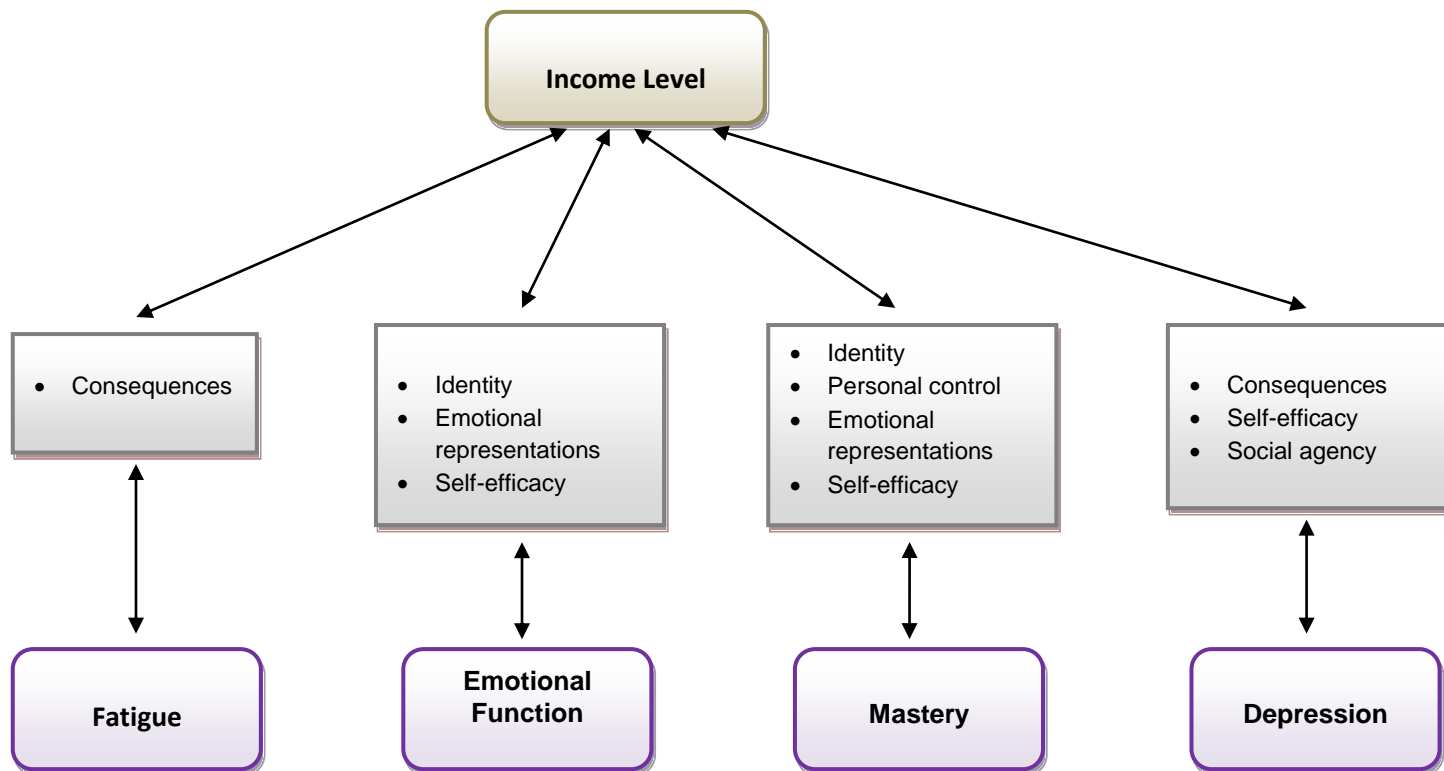 Income Level
• Consequences
• Identity
• Emotional
representations
• Self-efficacy
• Identity
• Personal control
• Emotional
representations
• Self-efficacy
• Consequences
• Self-efficacy
• Social agency
Fatigue
Emotional
Function
Mastery
Depression